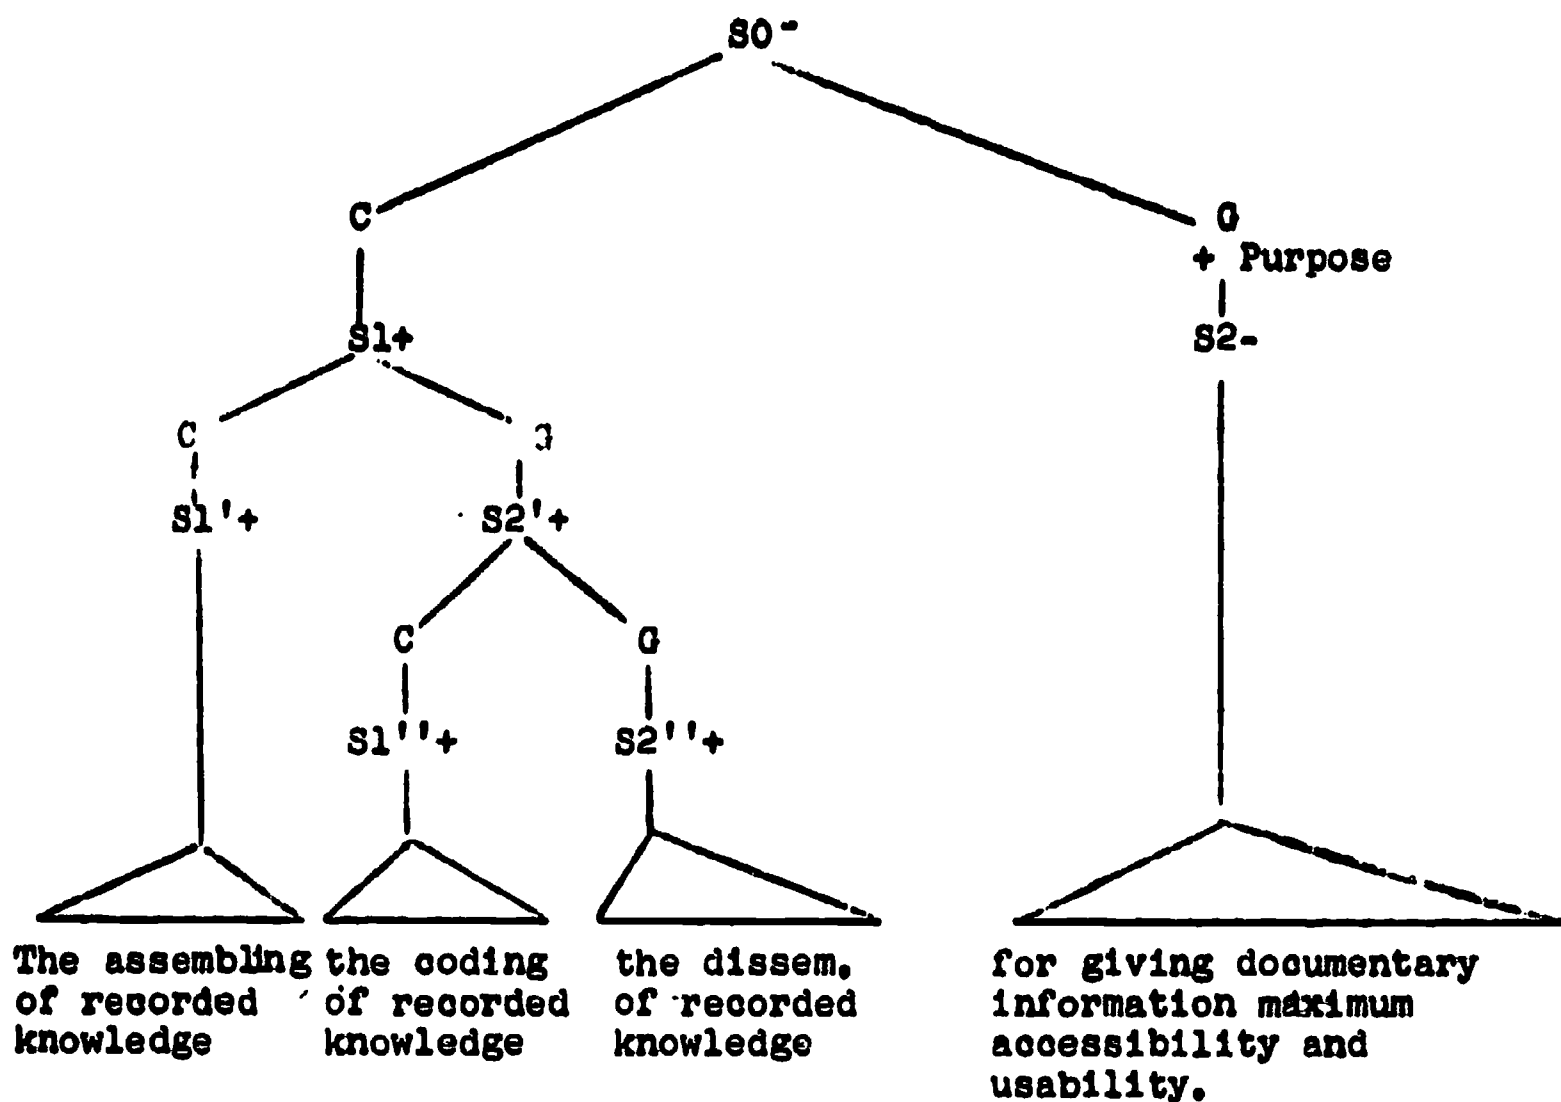 S0-
C G
+ Purpose
S1+ S2-
C G
S1'+ S2'+
C G
S1''+ S2''+
The assembling the coding the dissem. for giving documentary
of recorded of recorded of recorded information maximum
knowledge knowledge knowledge accessibility and
usability.